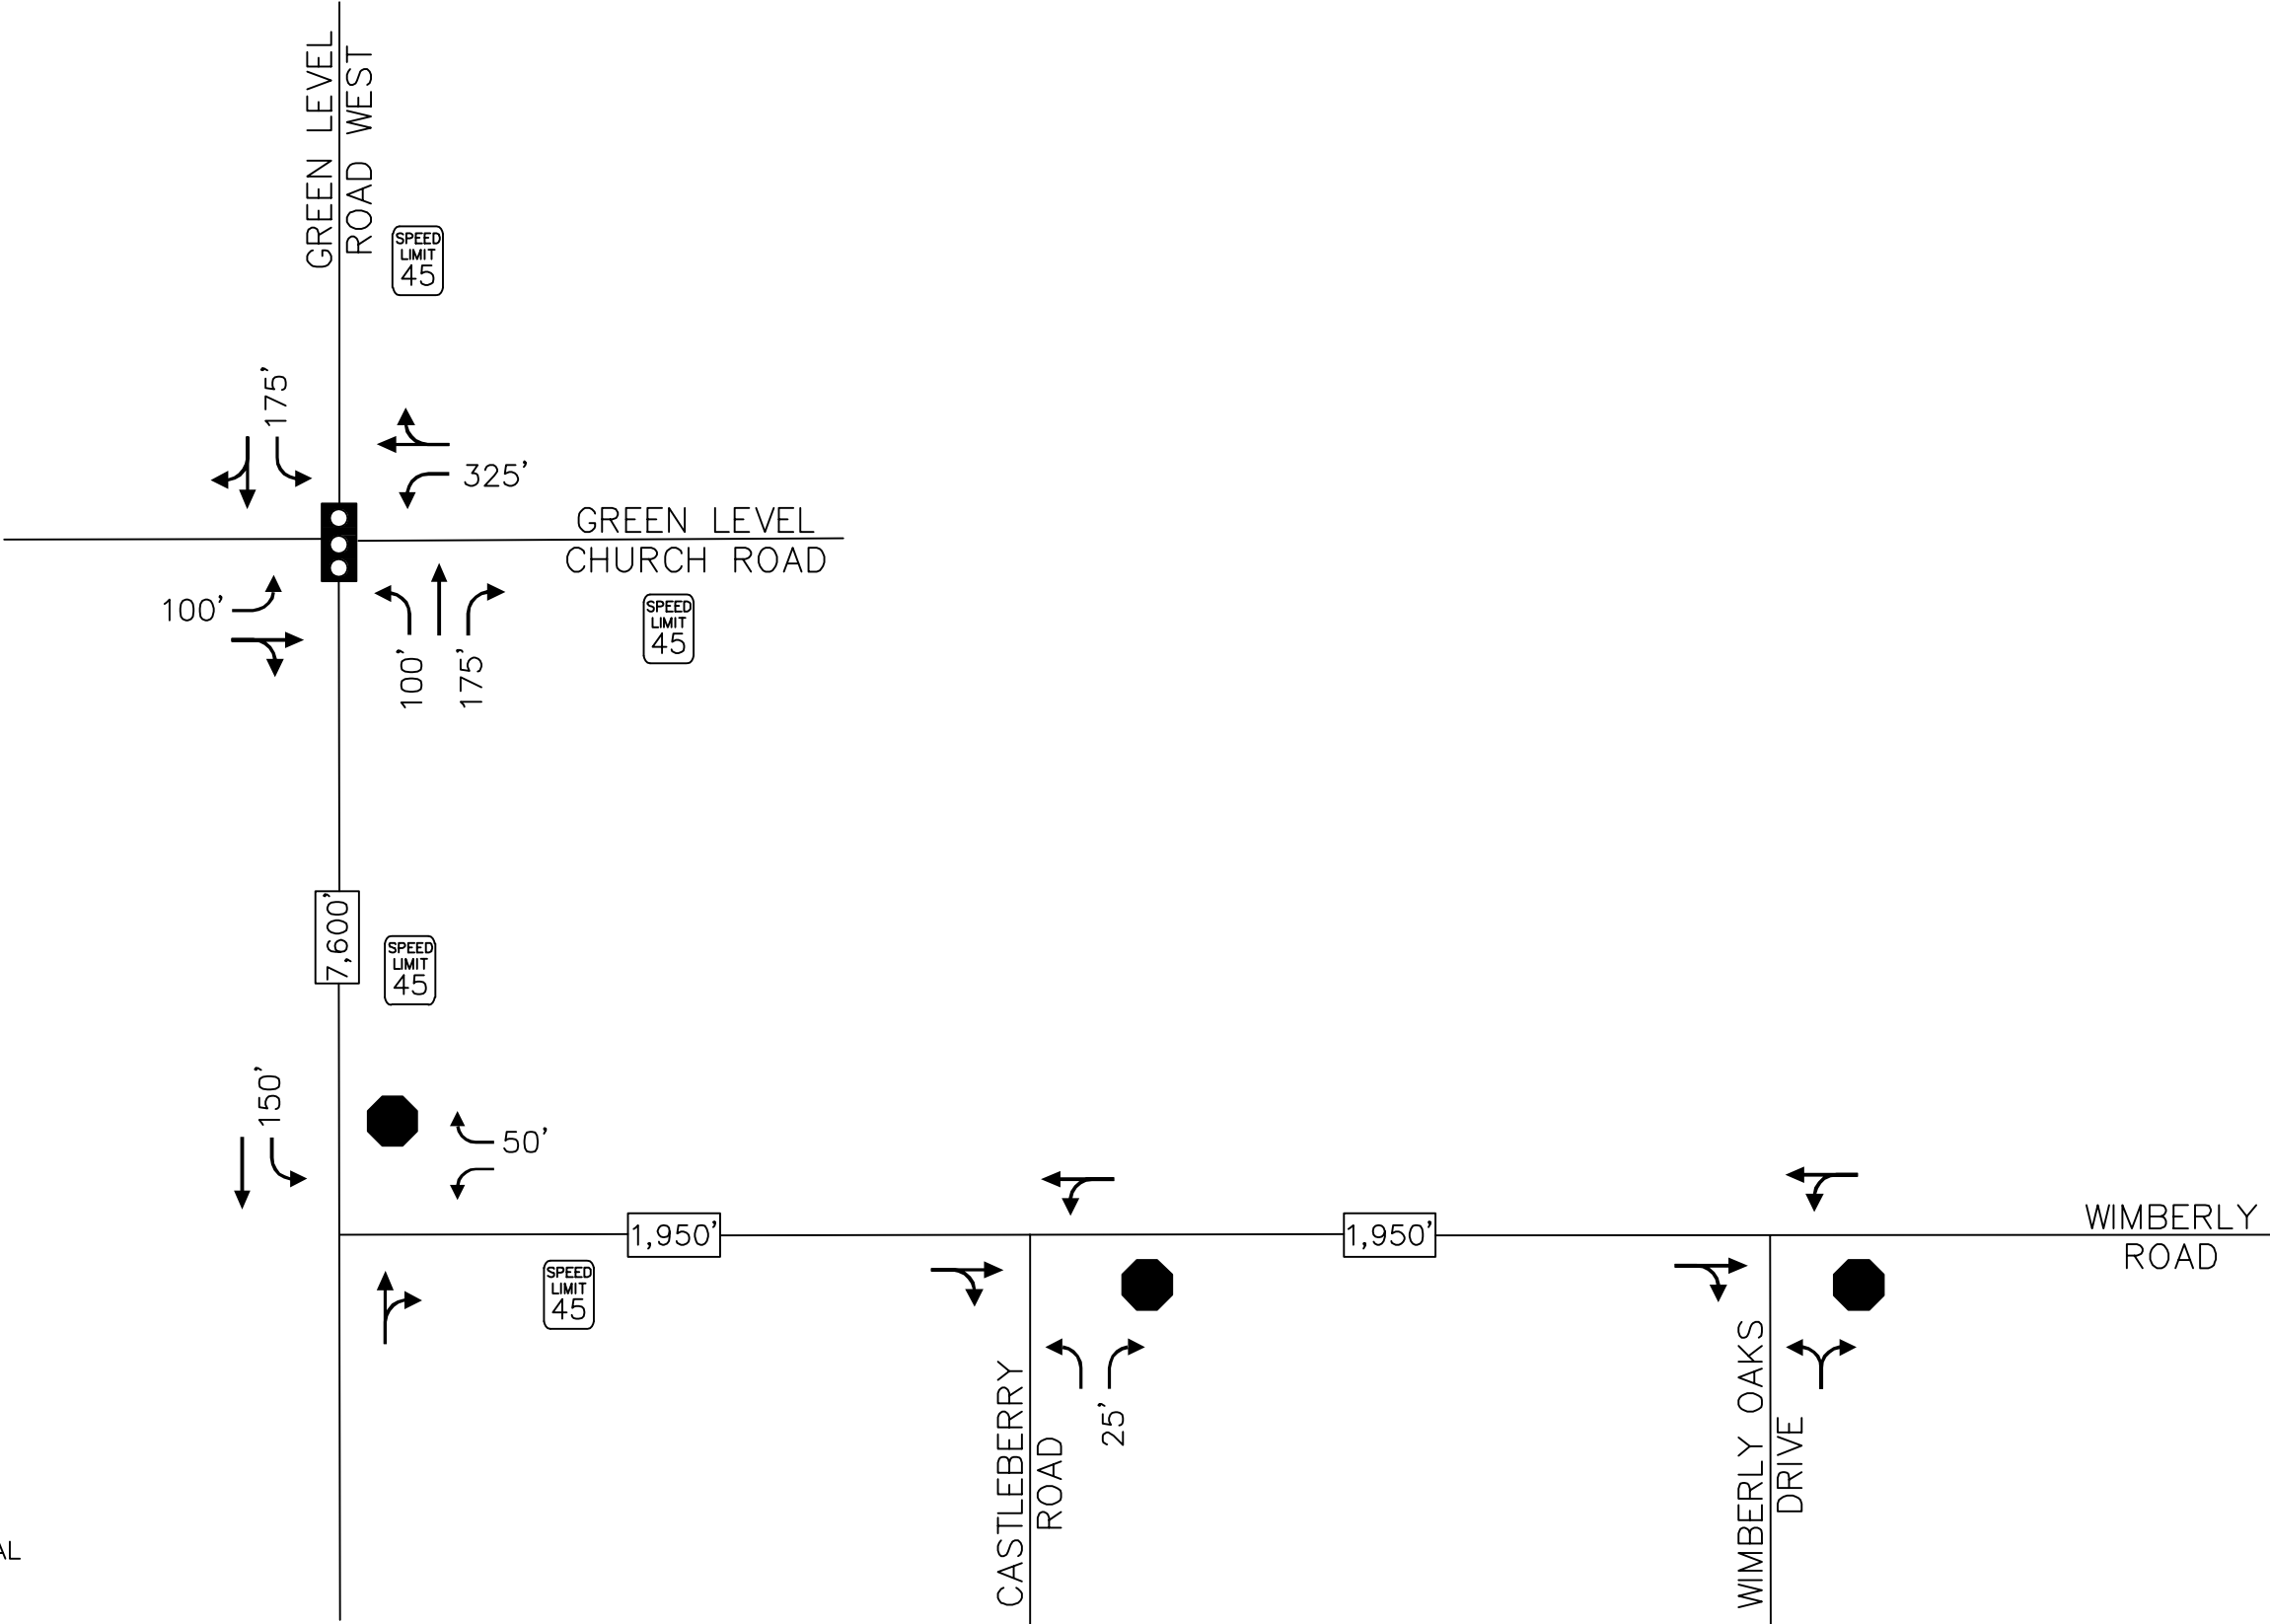 GREEN LEVEL
ROAD WEST
SPEED
LIMIT
45
175'
325'
GREEN LEVEL
CHURCH ROAD
SPEED
LIMIT
45
100'
100'
175'
7,600'
SPEED
LIMIT
45
150'
50'
1,950'
1,950'
WIMBERLY
ROAD
SPEED
LIMIT
45
CASTLEBERRY
ROAD
25'
WIMBERLY OAKS
DRIVE
AL